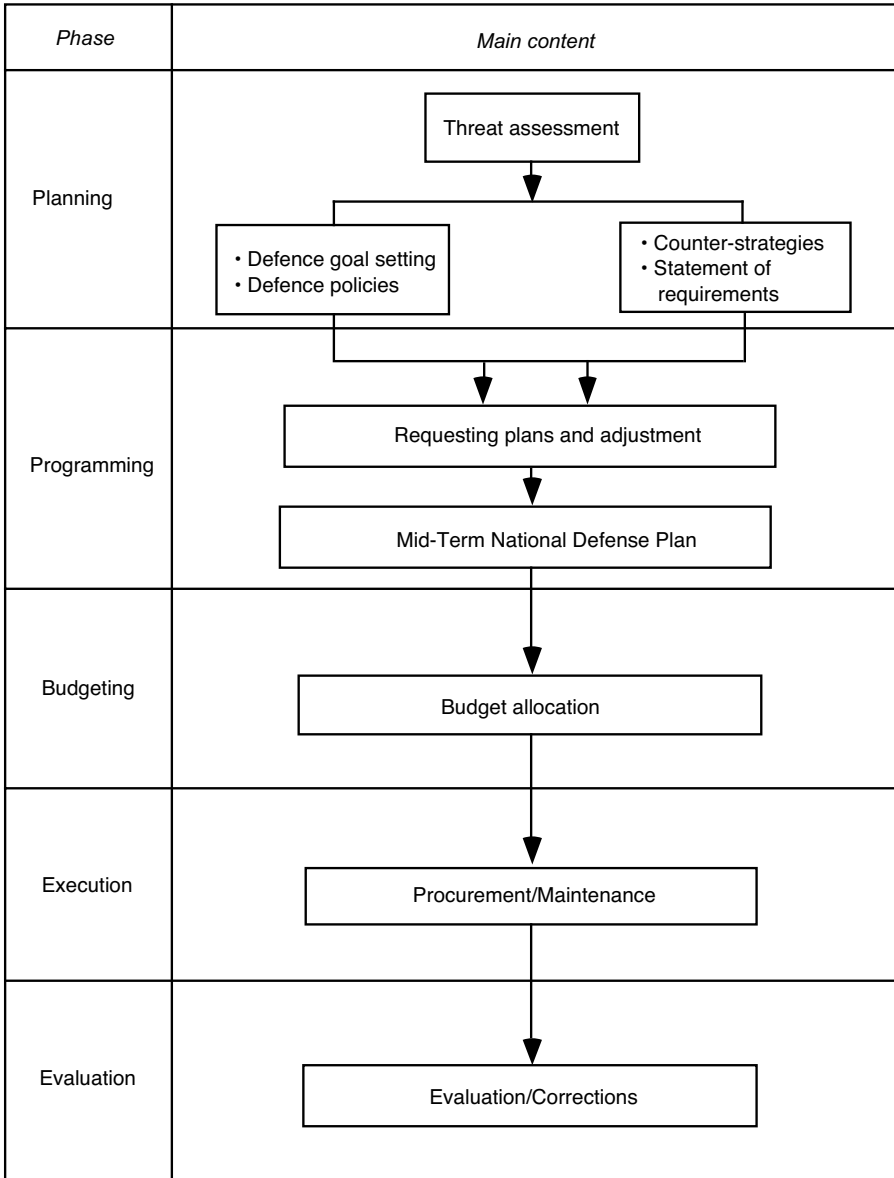 Phase
Main content
Planning
Threat assessment
• Defence goal setting
• Defence policies
• Counter-strategies
• Statement of
requirements
Programming
Requesting plans and adjustment
Mid-Term National Defense Plan
Budgeting
Budget allocation
Execution
Procurement/Maintenance
Evaluation
Evaluation/Corrections